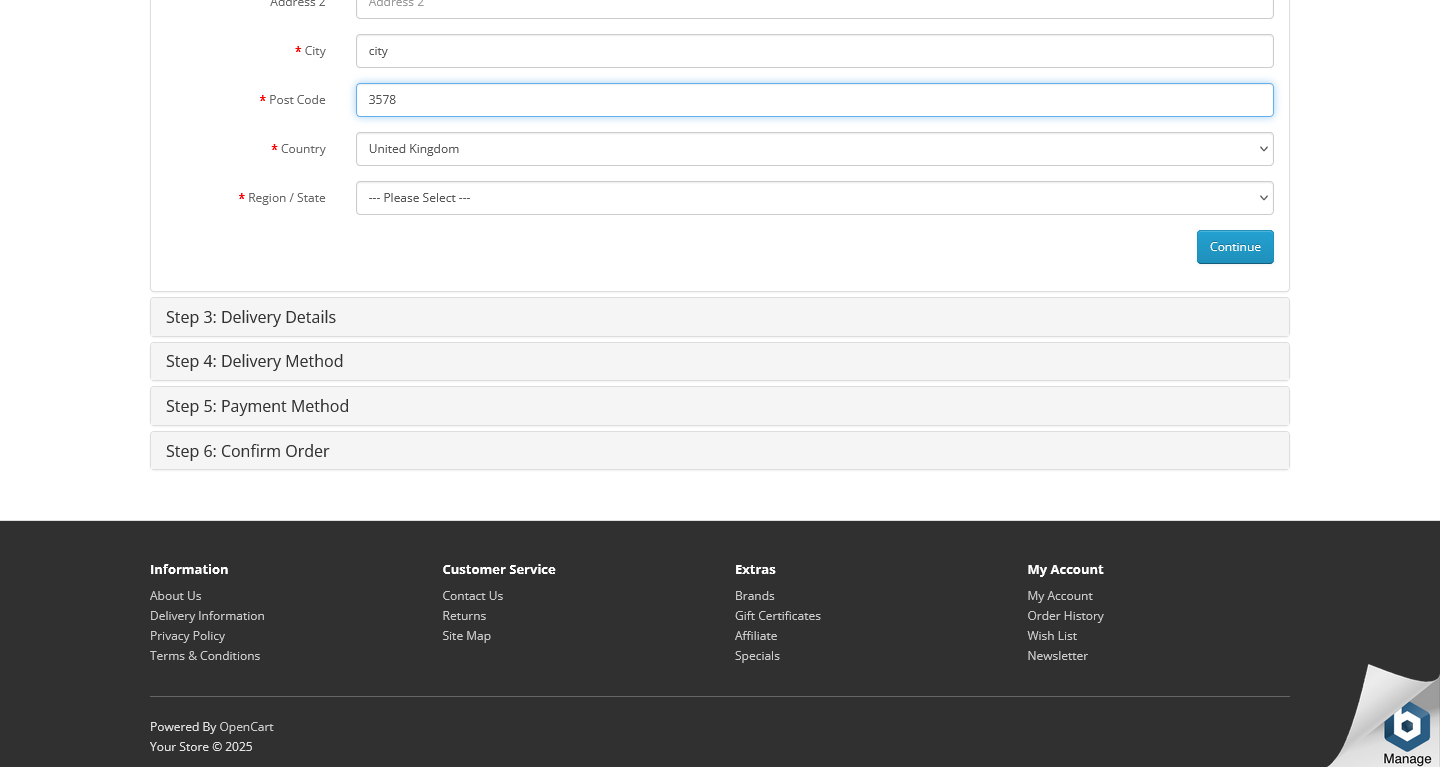 Address 2
Address 2
* City
city
* Post Code
3578
* Country
United Kingdom
* Region / State
--- Please Select ---
Continue
Step 3: Delivery Details
Step 4: Delivery Method
Step 5: Payment Method
Step 6: Confirm Order
Information
About Us
Delivery Information
Privacy Policy
Terms & Conditions
Customer Service
Contact Us
Returns
Site Map
Extras
Brands
Gift Certificates
Affiliate
Specials
My Account
My Account
Order History
Wish List
Newsletter
Powered By OpenCart
Your Store © 2025
Manage